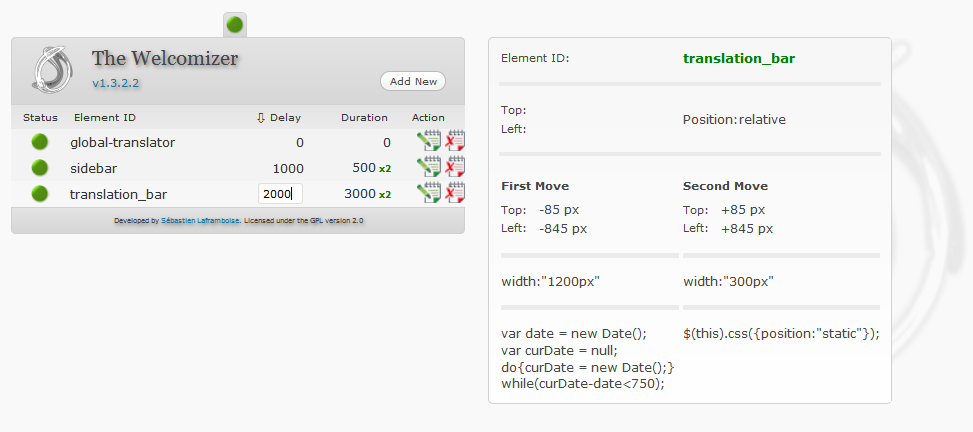 The Welcomizer
v1.3.2.2
Add New
Status Element ID ⇩ Delay Duration Action
global-translator 0 0
sidebar 1000 500 x2
translation_bar 2000 3000 x2
Developed by Sébastien Laframboise. Licensed under the GPL version 2.0
Element ID: translation_bar
Top:
Left:
Position:relative
First Move Second Move
Top: -85 px Top: +85 px
Left: -845 px Left: +845 px
width:"1200px" width:"300px"
var date = new Date(); $(this).css({position:"static"});
var curDate = null;
do{curDate = new Date();}
while(curDate-date<750);